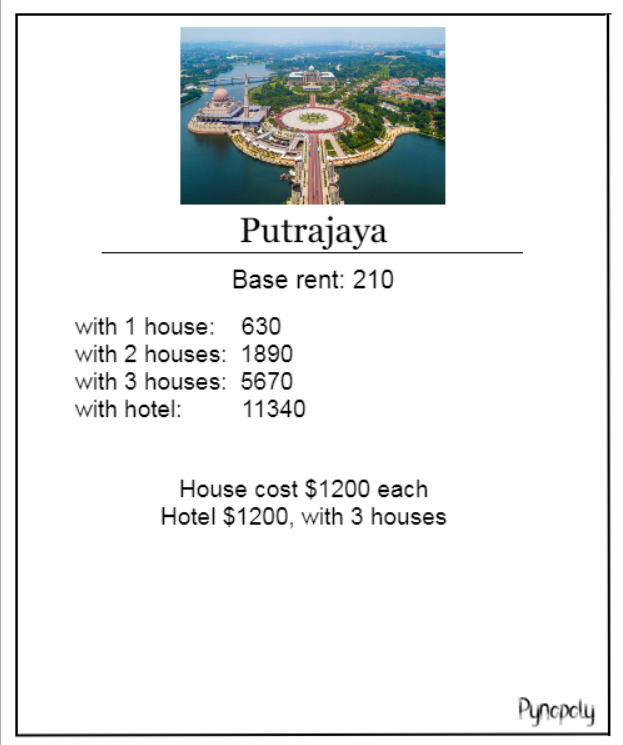 Putrajaya
Base rent: 210
with 1 house: 630
with 2 houses: 1890
with 3 houses: 5670
with hotel: 11340
House cost $1200 each
Hotel $1200, with 3 houses
Pynopoly